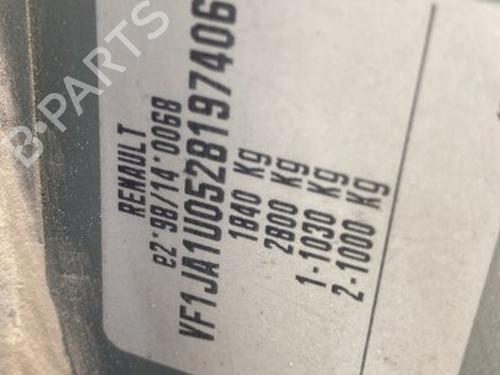 RENAULT
e2*98/14*0068
VF1JA1U0528197406
1840 Kg
2800 Kg
1-1030 Kg
2-1000 Kg
B-PARTS